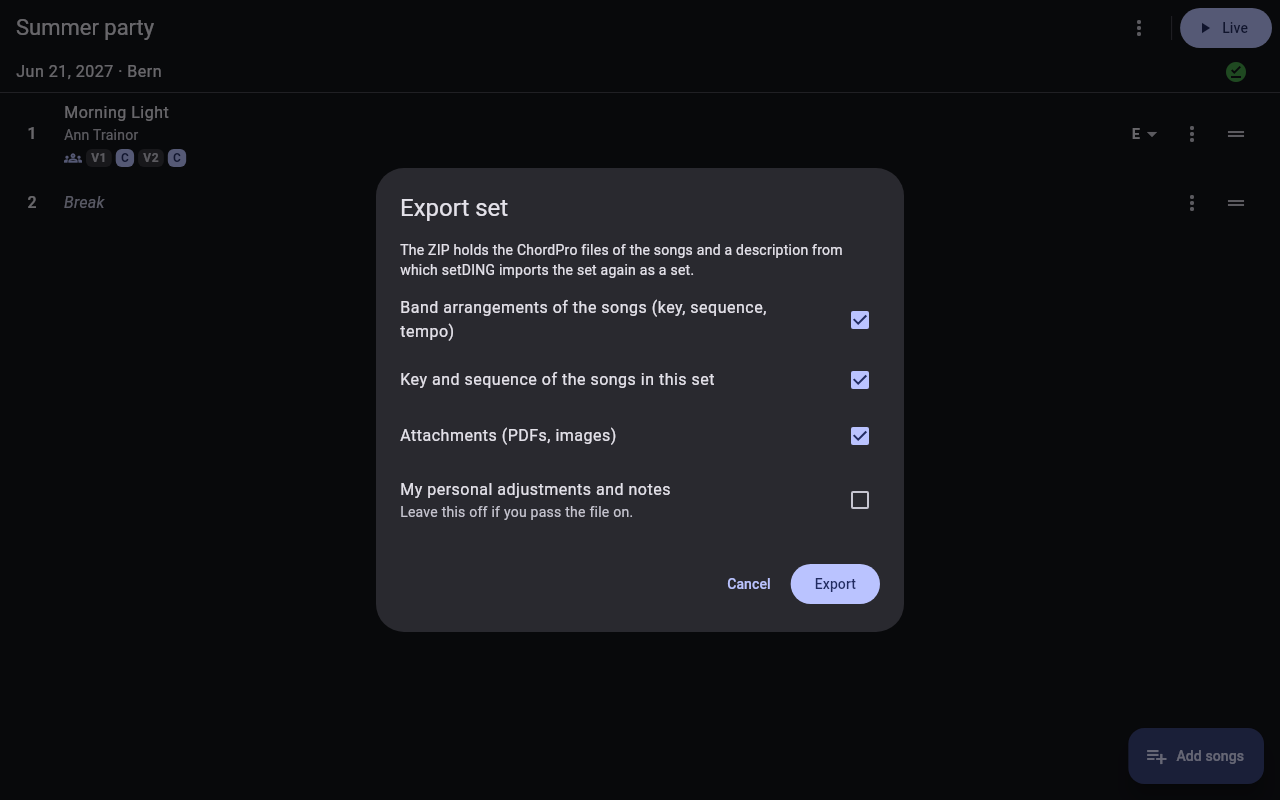 Summer party
Live
Jun 21, 2027 · Bern
1
Morning Light
Ann Trainor
V1 C V2 C
E
2
Break
Export set
The ZIP holds the ChordPro files of the songs and a description from
which setDING imports the set again as a set.
Band arrangements of the songs (key, sequence,
tempo)
Key and sequence of the songs in this set
Attachments (PDFs, images)
My personal adjustments and notes
Leave this off if you pass the file on.
Cancel
Export
Add songs